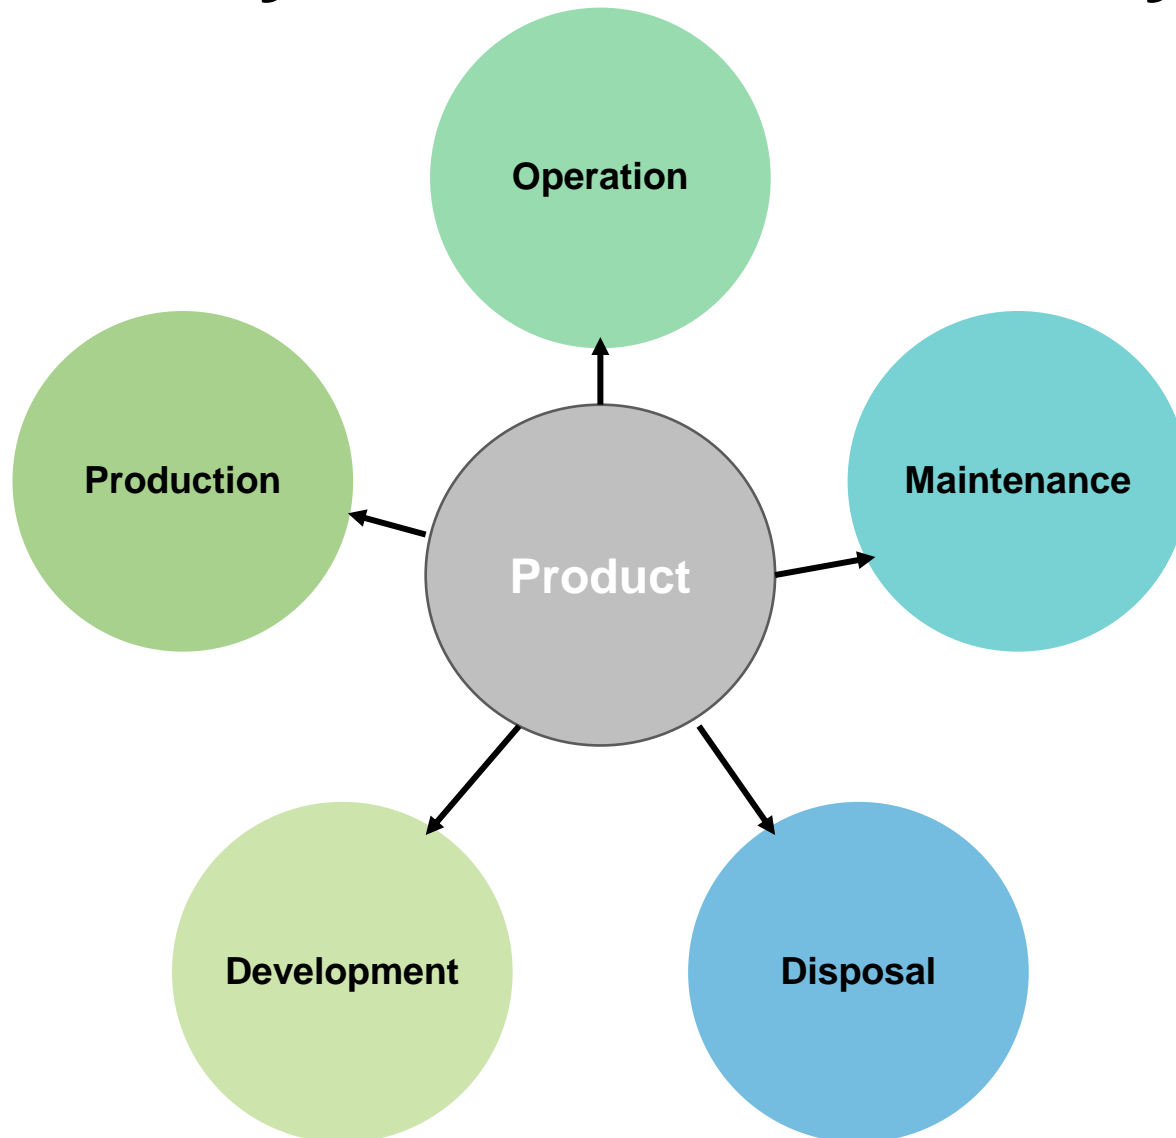 Operation
Production
Maintenance
Product
Development
Disposal